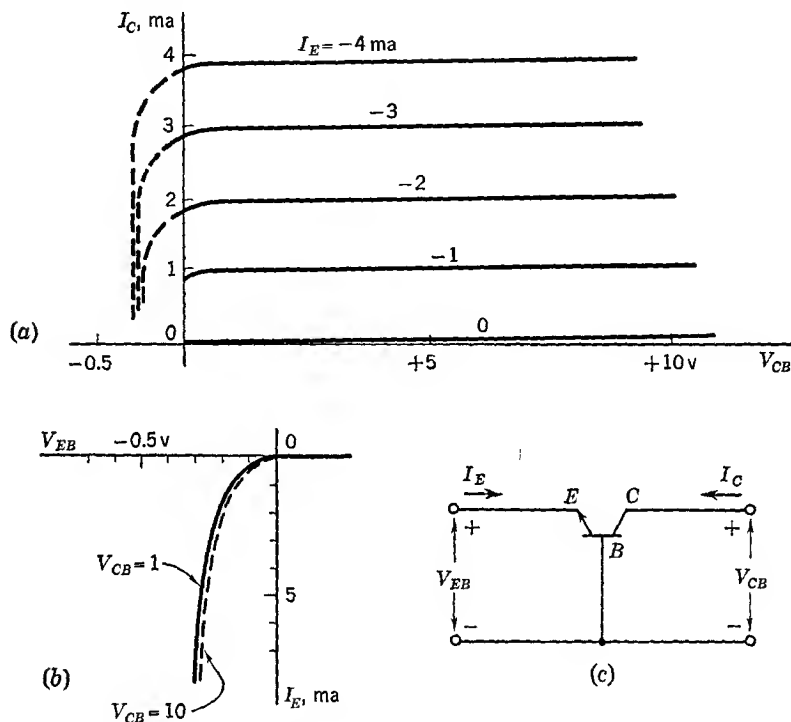 I_C, ma
4
I_E = −4 ma
3
−3
2
−2
1
−1
0
0
(a)
−0.5
+5
+10 v
V_CB
V_EB
−0.5 v
0
V_CB = 1
5
(b)
V_CB = 10
I_E, ma
I_E
I_C
E
C
+
+
B
V_EB
V_CB
−
−
(c)